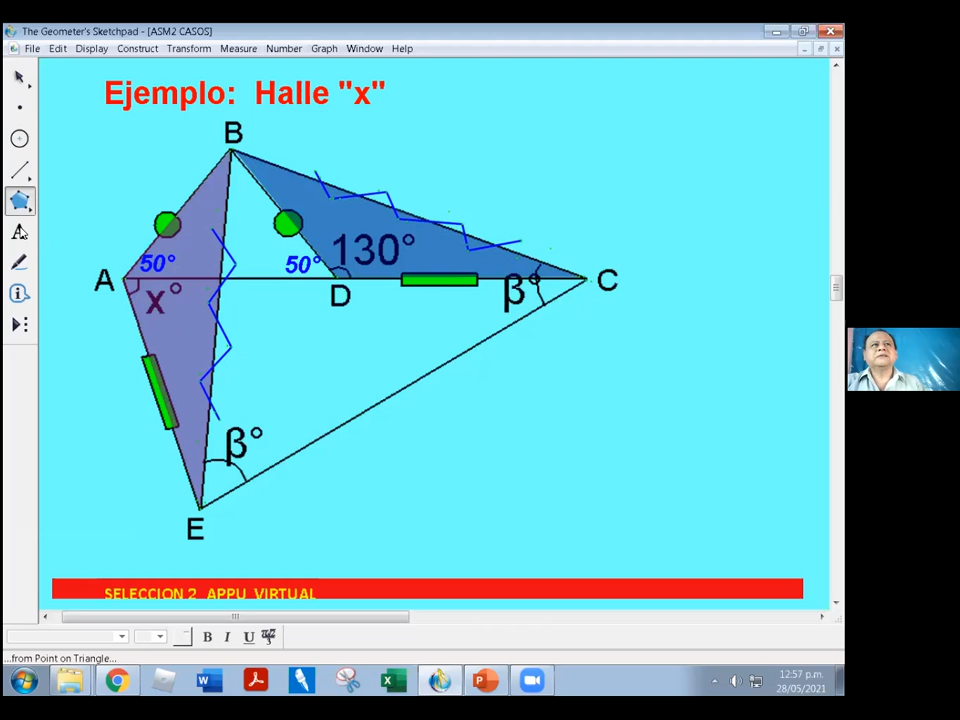 The Geometer's Sketchpad - [ASM2 CASOS]
File Edit Display Construct Transform Measure Number Graph Window Help
Ejemplo: Halle "x"
B
130°
50°
50°
A
D
C
x°
β°
β°
E
SELECCION 2 APPU VIRTUAL
B I U
...from Point on Triangle...
12:57 p.m.
28/05/2021